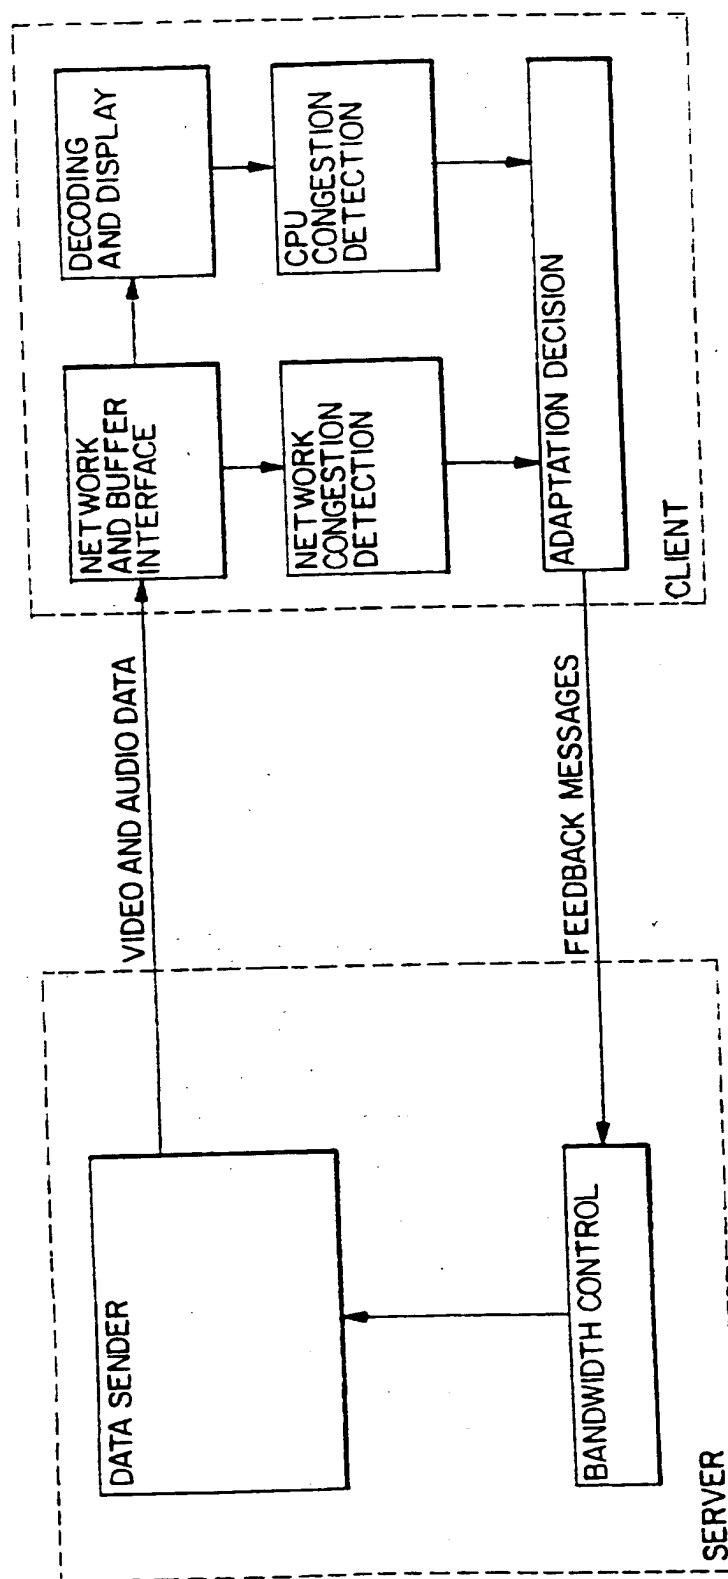 DATA SENDER
BANDWIDTH CONTROL
SERVER
VIDEO AND AUDIO DATA
FEEDBACK MESSAGES
NETWORK
AND BUFFER
INTERFACE
DECODING
AND DISPLAY
NETWORK
CONGESTION
DETECTION
CPU
CONGESTION
DETECTION
ADAPTATION DECISION
CLIENT